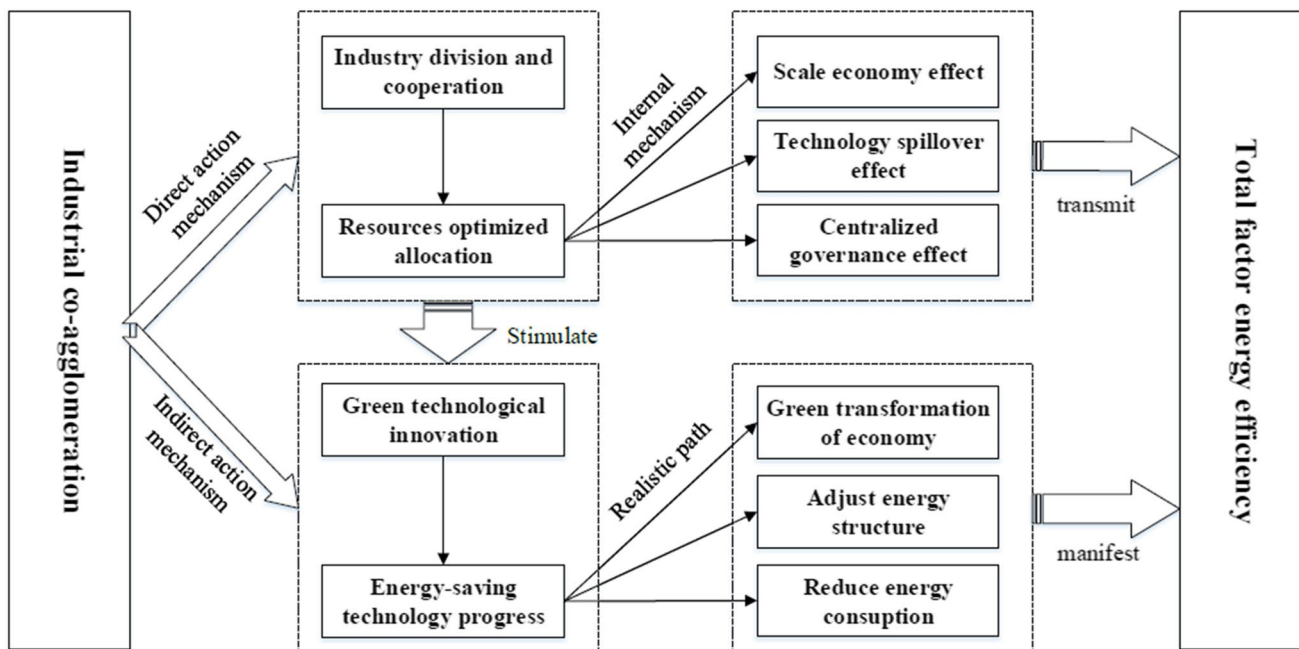 Industrial co-agglomeration
Direct action
mechanism
Indirect action
mechanism
Industry division and
cooperation
Resources optimized
allocation
Internal
mechanism
Scale economy effect
Technology spillover
effect
Centralized
governance effect
transmit
Stimulate
Green technological
innovation
Energy-saving
technology progress
Realistic path
Green transformation
of economy
Adjust energy
structure
Reduce energy
consuption
manifest
Total factor energy efficiency